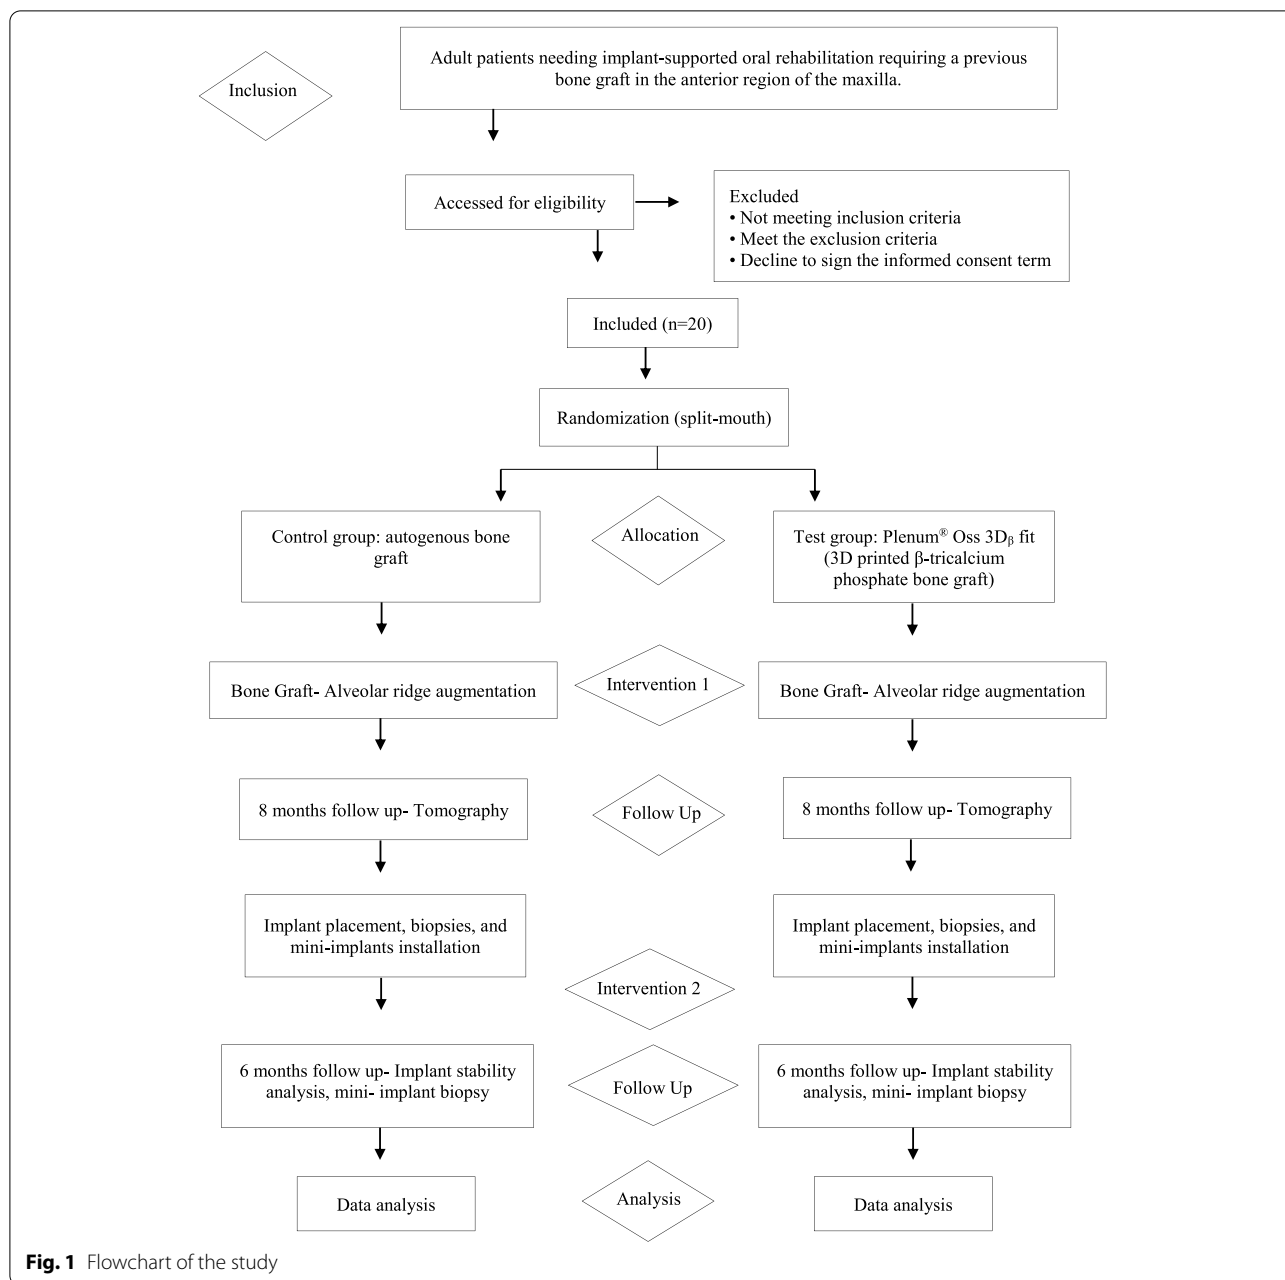 Inclusion
Adult patients needing implant-supported oral rehabilitation requiring a previous
bone graft in the anterior region of the maxilla.
Accessed for eligibility
Excluded
• Not meeting inclusion criteria
• Meet the exclusion criteria
• Decline to sign the informed consent term
Included (n=20)
Randomization (split-mouth)
Control group: autogenous bone
graft
Allocation
Test group: Plenum® Oss 3Dβ fit
(3D printed β-tricalcium
phosphate bone graft)
Bone Graft- Alveolar ridge augmentation
Intervention 1
Bone Graft- Alveolar ridge augmentation
8 months follow up- Tomography
Follow Up
8 months follow up- Tomography
Implant placement, biopsies, and
mini-implants installation
Implant placement, biopsies, and
mini-implants installation
Intervention 2
6 months follow up- Implant stability
analysis, mini- implant biopsy
Follow Up
6 months follow up- Implant stability
analysis, mini- implant biopsy
Data analysis
Analysis
Data analysis
Fig. 1 Flowchart of the study